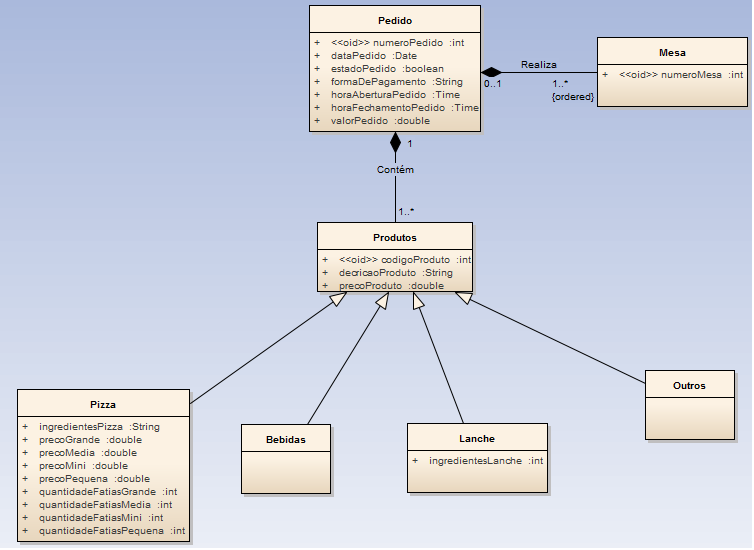 Pedido
+ <<oid>> numeroPedido :int
+ dataPedido :Date
+ estadoPedido :boolean
+ formaDePagamento :String
+ horaAberturaPedido :Time
+ horaFechamentoPedido :Time
+ valorPedido :double
Realiza
0..1
1..*
{ordered}
Mesa
+ <<oid>> numeroMesa :int
1
Contém
1..*
Produtos
+ <<oid>> codigoProduto :int
+ decricaoProduto :String
+ precoProduto :double
Pizza
+ ingredientesPizza :String
+ precoGrande :double
+ precoMedia :double
+ precoMini :double
+ precoPequena :double
+ quantidadeFatiasGrande :int
+ quantidadeFatiasMedia :int
+ quantidadeFatiasMini :int
+ quantidadeFatiasPequena :int
Bebidas
Lanche
+ ingredientesLanche :int
Outros